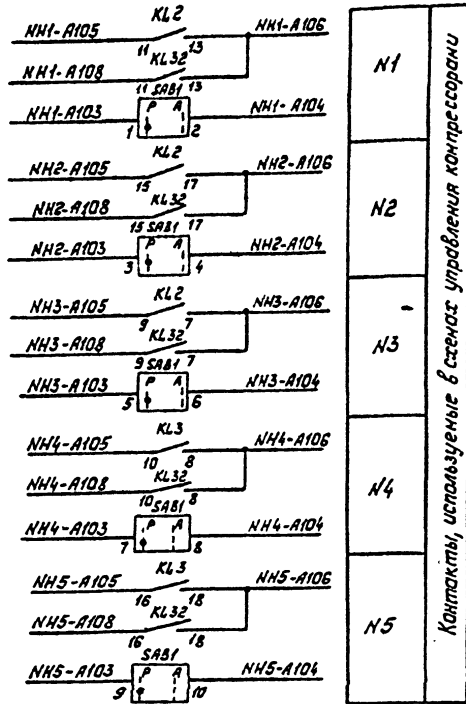 KL2
NH1-A105 NH1-A106
11 13
NH1-A108 KL32
11 13
SAB1
NH1-A103 P A NH1-A104
1 2
KL2
NH2-A105 NH2-A106
15 17
NH2-A108 KL32
15 17
SAB1
NH2-A103 P A NH2-A104
3 4
KL2
NH3-A105 NH3-A106
9 7
NH3-A108 KL32
9 7
SAB1
NH3-A103 P A NH3-A104
5 6
KL3
NH4-A105 NH4-A106
10 8
NH4-A108 KL32
10 8
SAB1
NH4-A103 P A NH4-A104
7 8
KL3
NH5-A105 NH5-A106
16 18
NH5-A108 KL32
16 18
SAB1
NH5-A103 P A NH5-A104
9 10
N1
N2
N3
N4
N5
Контакты, используемые в схемах управления компрессорами